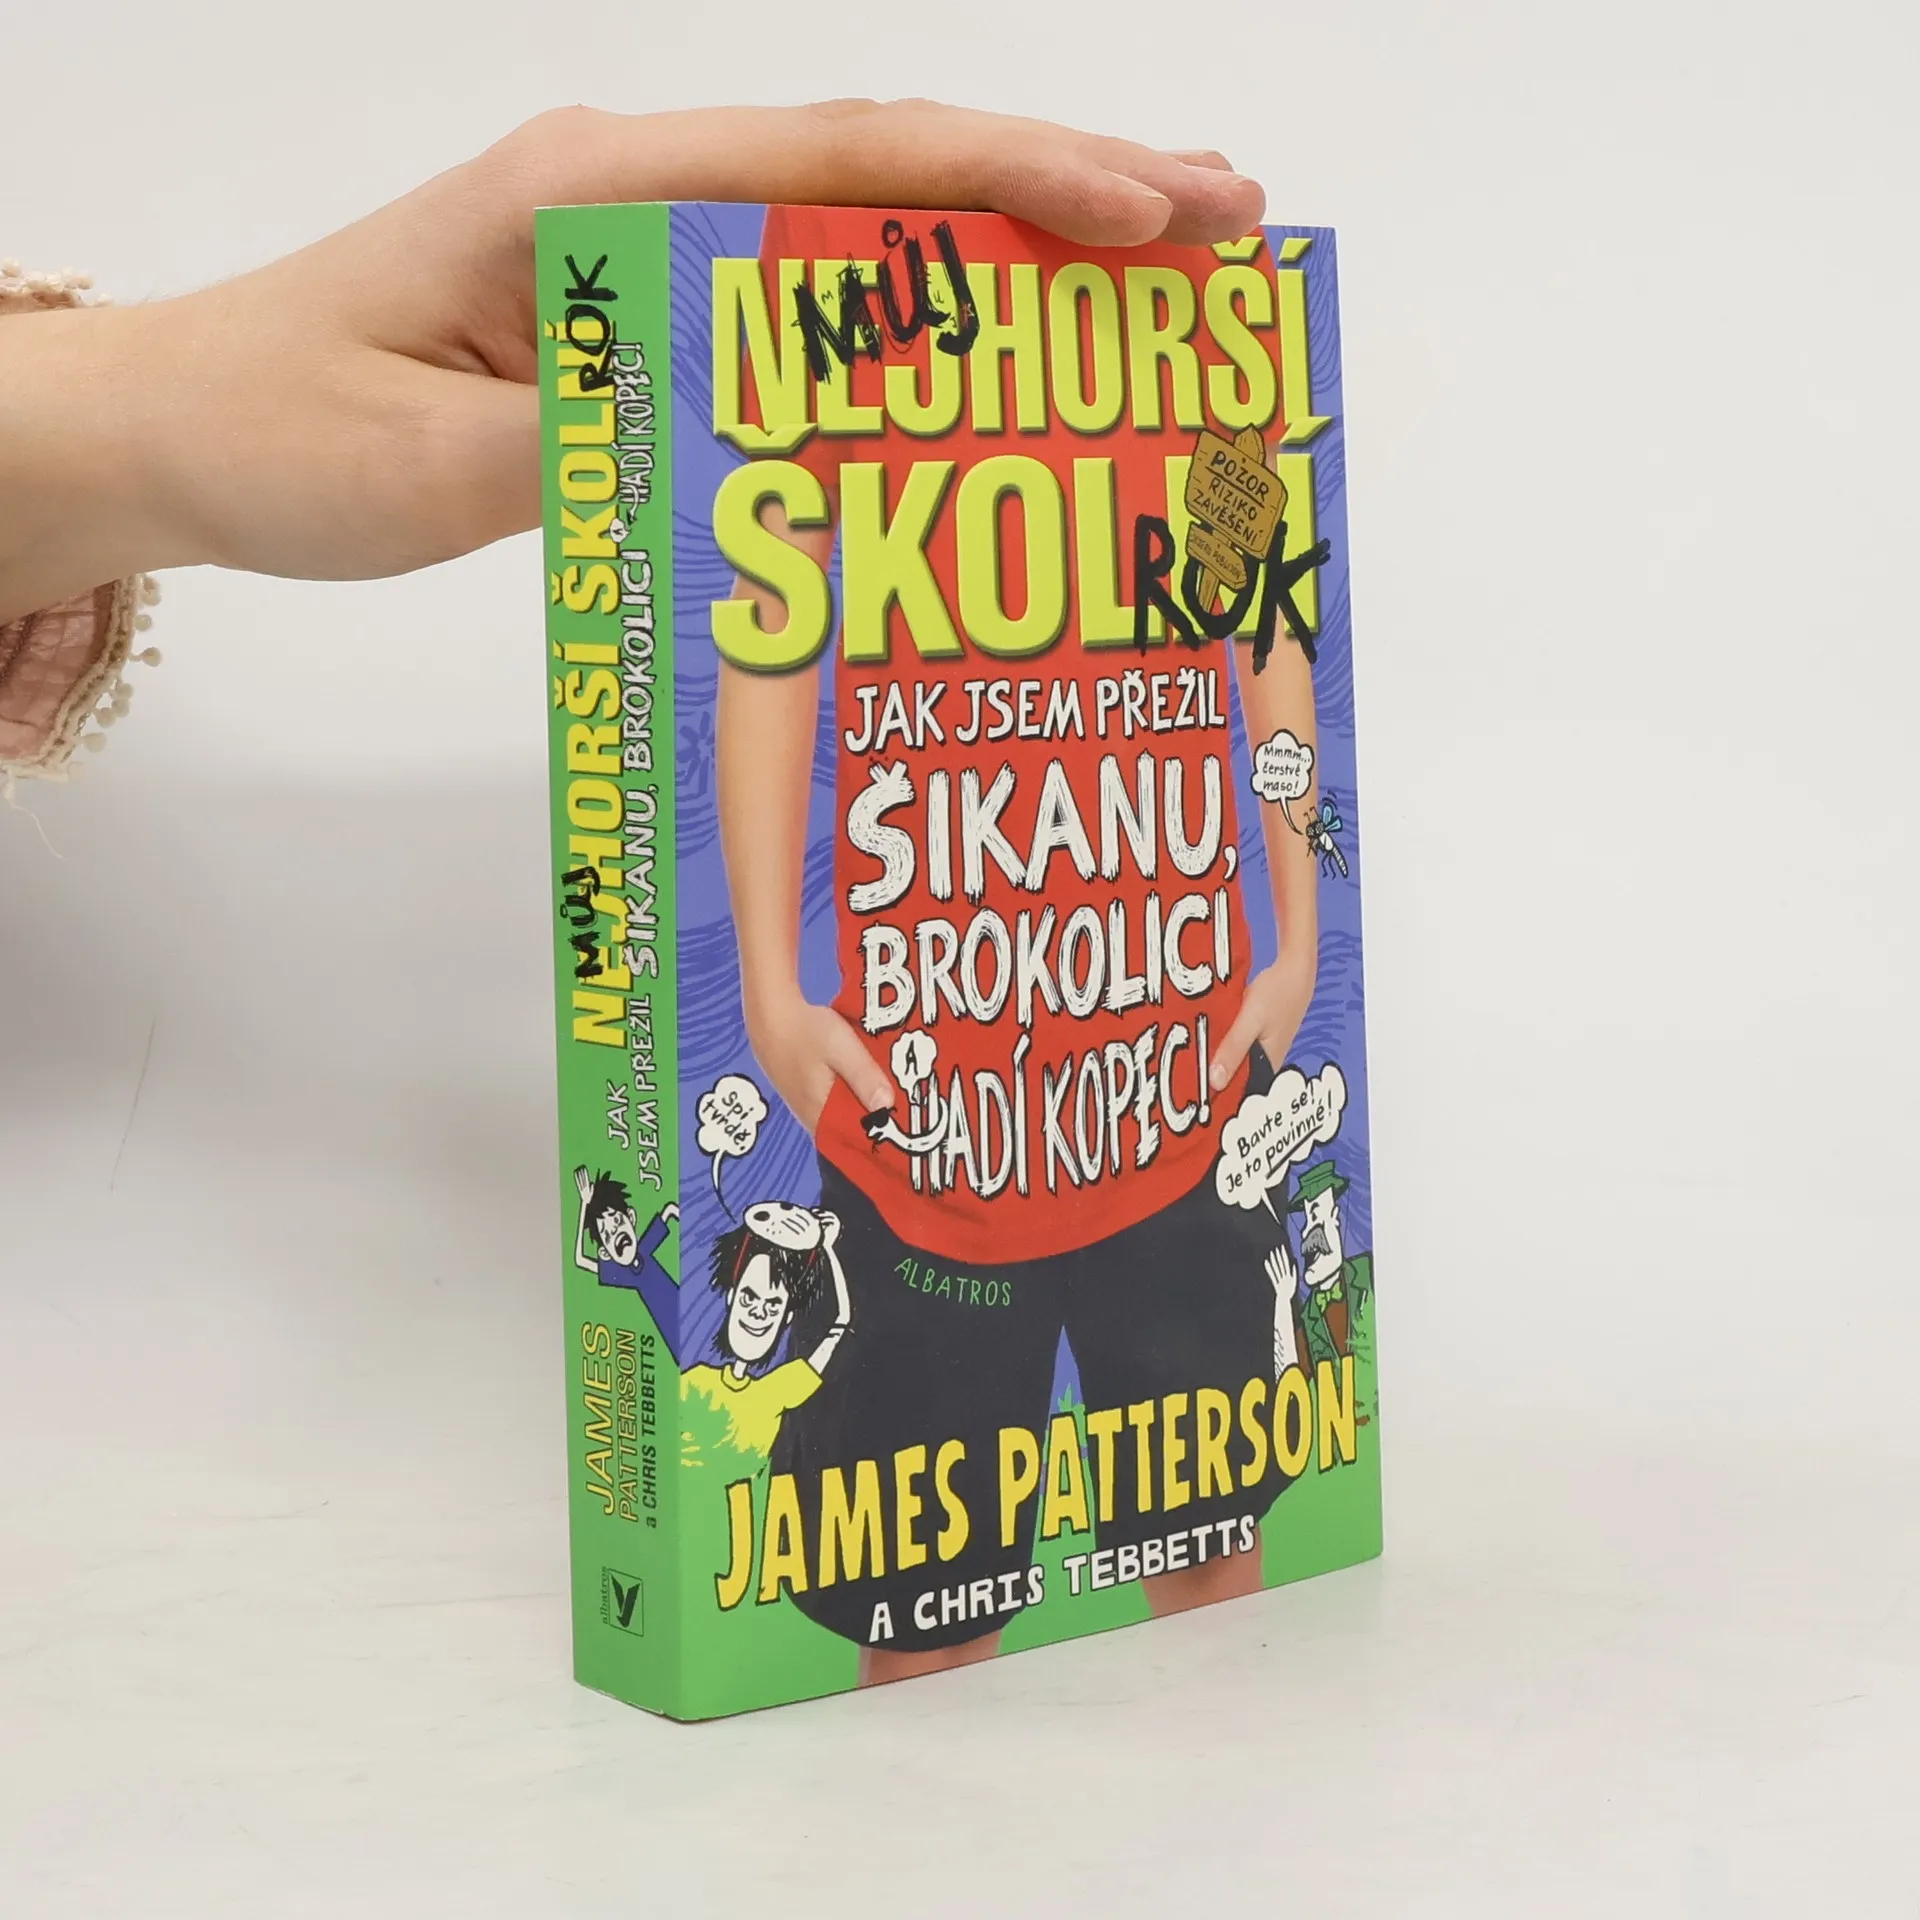 MŮJ
NEJHORŠÍ
ŠKOLNÍ
ROK
POZOR
RIZIKO
ZAVĚŠENÍ
JAK JSEM PŘEŽIL
ŠIKANU,
BROKOLICI
A
HADÍ KOPEC!
Mmmm...
čerstvé
maso!
Spi
tvrdě.
Bavte se!
Je to povinné!
ALBATROS
JAMES PATTERSON
A CHRIS TEBBETTS
MŮJ
NEJHORŠÍ ŠKOLNÍ
ROK
JAK
JSEM PŘEŽIL ŠIKANU, BROKOLICI A HADÍ KOPEC!
JAMES
PATTERSON
a CHRIS TEBBETTS
albatros